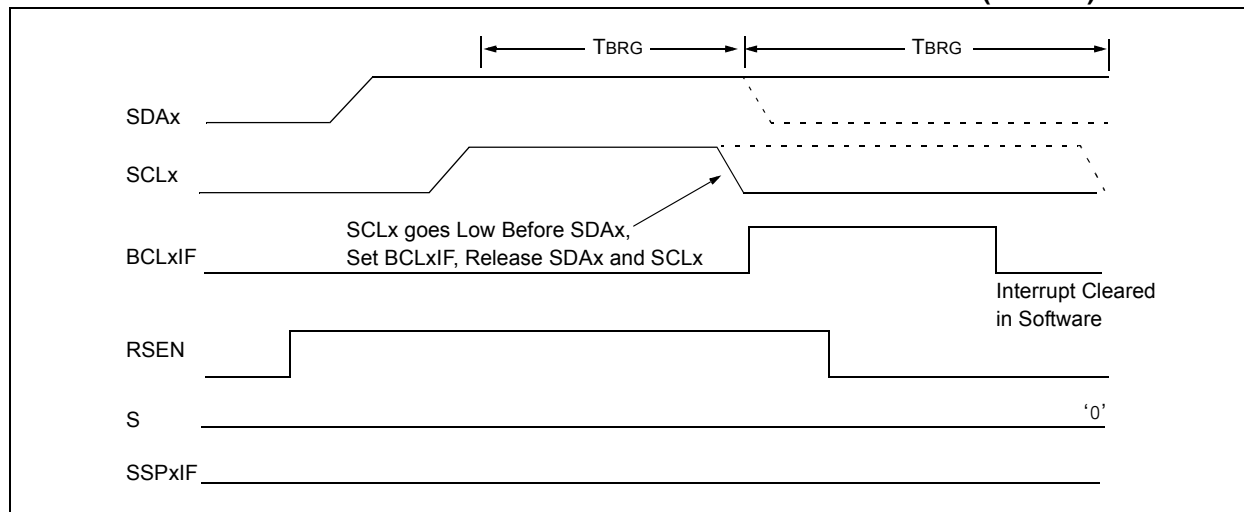 TBRG
TBRG
SDAx
SCLx
SCLx goes Low Before SDAx,
Set BCLxIF, Release SDAx and SCLx
BCLxIF
Interrupt Cleared
in Software
RSEN
S
‘0’
SSPxIF